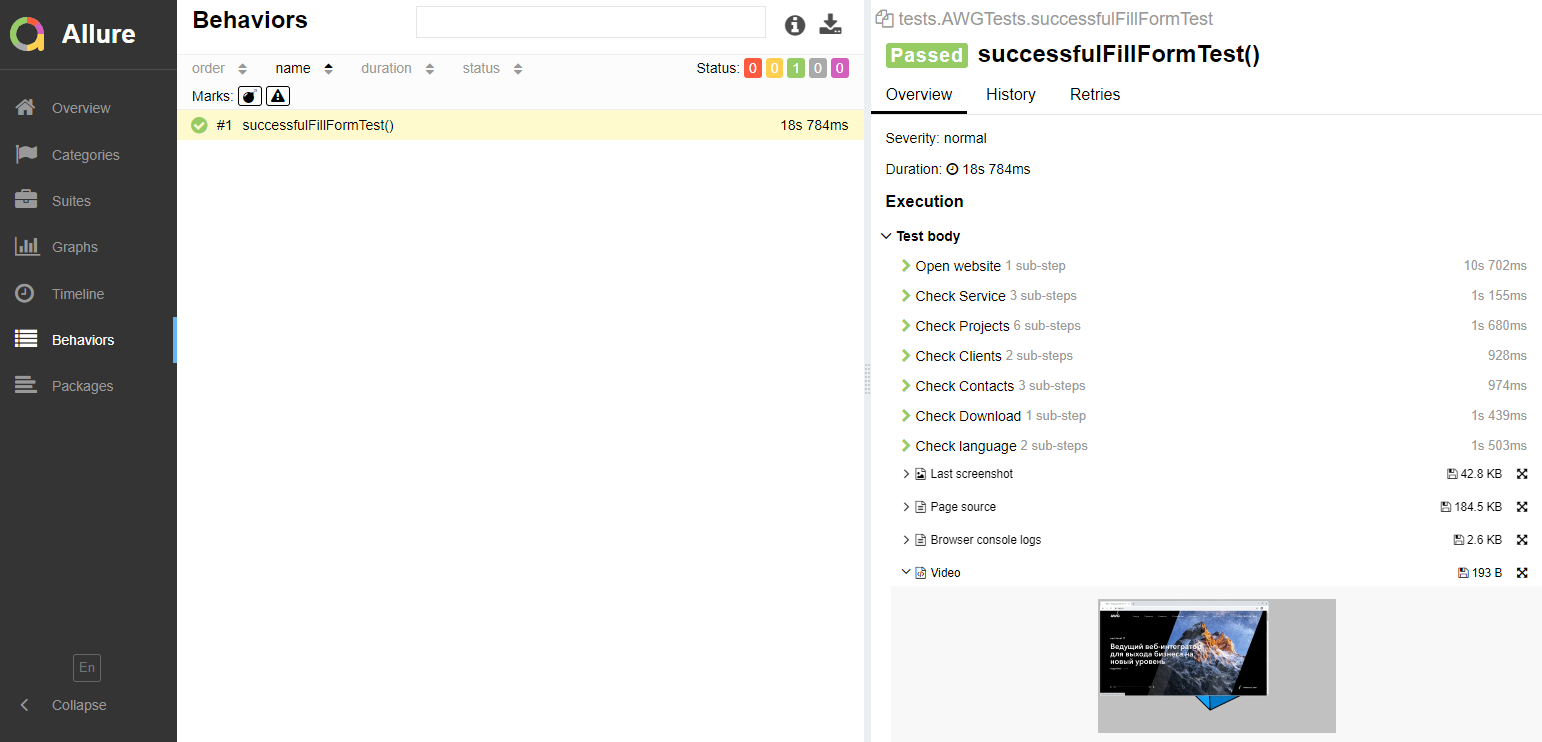 Allure
Overview
Categories
Suites
Graphs
Timeline
Behaviors
Packages
En
Collapse
Behaviors
order name duration status Status: 0 0 1 0 0
Marks:
#1 successfulFillFormTest() 18s 784ms
tests.AWGTests.successfulFillFormTest
Passed successfulFillFormTest()
Overview History Retries
Severity: normal
Duration: 18s 784ms
Execution
Test body
Open website 1 sub-step 10s 702ms
Check Service 3 sub-steps 1s 155ms
Check Projects 6 sub-steps 1s 680ms
Check Clients 2 sub-steps 928ms
Check Contacts 3 sub-steps 974ms
Check Download 1 sub-step 1s 439ms
Check language 2 sub-steps 1s 503ms
Last screenshot 42.8 KB
Page source 184.5 KB
Browser console logs 2.6 KB
Video 193 B
Ведущий веб-интегратор
для выхода бизнеса на
новый уровень